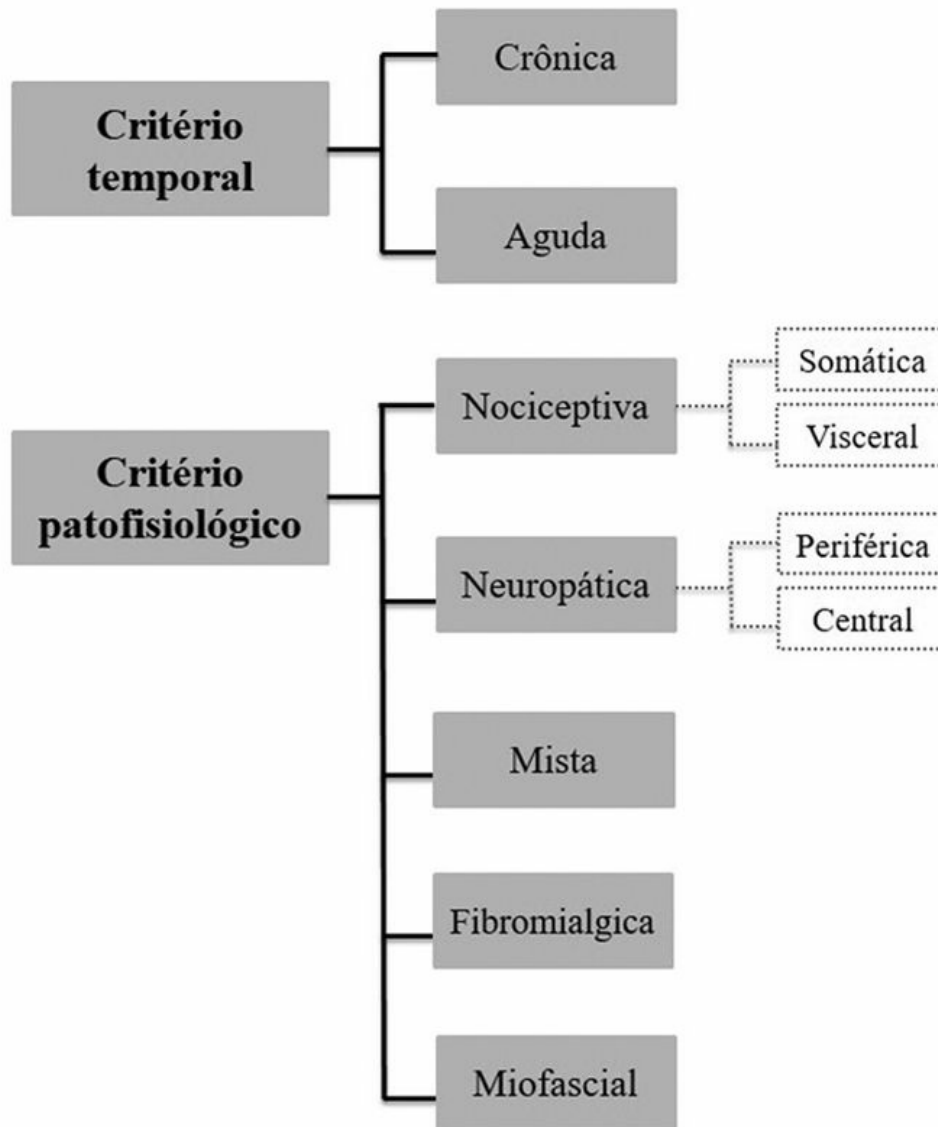 Crônica
Critério
temporal
Aguda
Nociceptiva
Somática
Visceral
Critério
patofisiológico
Neuropática
Periférica
Central
Mista
Fibromialgica
Miofascial